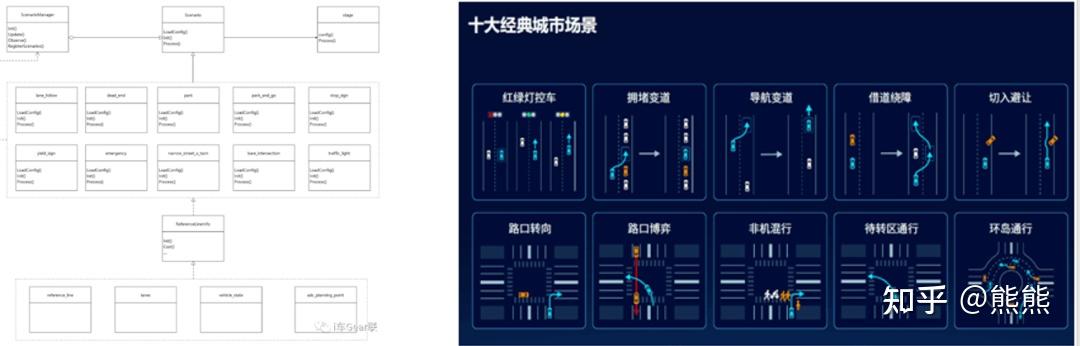 ScenarioManager
Init()
Update()
Observe()
RegisterScenarios()
Scenario
LoadConfig()
Init()
Process()
stage
config()
Process()
lane_follow
LoadConfig()
Init()
Process()
dead_end
LoadConfig()
Init()
Process()
park
LoadConfig()
Init()
Process()
park_and_go
LoadConfig()
Init()
Process()
stop_sign
LoadConfig()
Init()
Process()
yield_sign
LoadConfig()
Init()
Process()
emergency
LoadConfig()
Init()
Process()
narrow_street_u_turn
LoadConfig()
Init()
Process()
bare_intersection
LoadConfig()
Init()
Process()
traffic_light
LoadConfig()
Init()
Process()
Init()
Cost()
...
reference_line
lanes
vehicle_state
adc_planning_point
i车Gear联
十大经典城市场景
红绿灯控车
拥堵变道
导航变道
借道绕障
切入避让
路口转向
路口博弈
非机混行
待转区通行
环岛通行
知乎 @熊熊